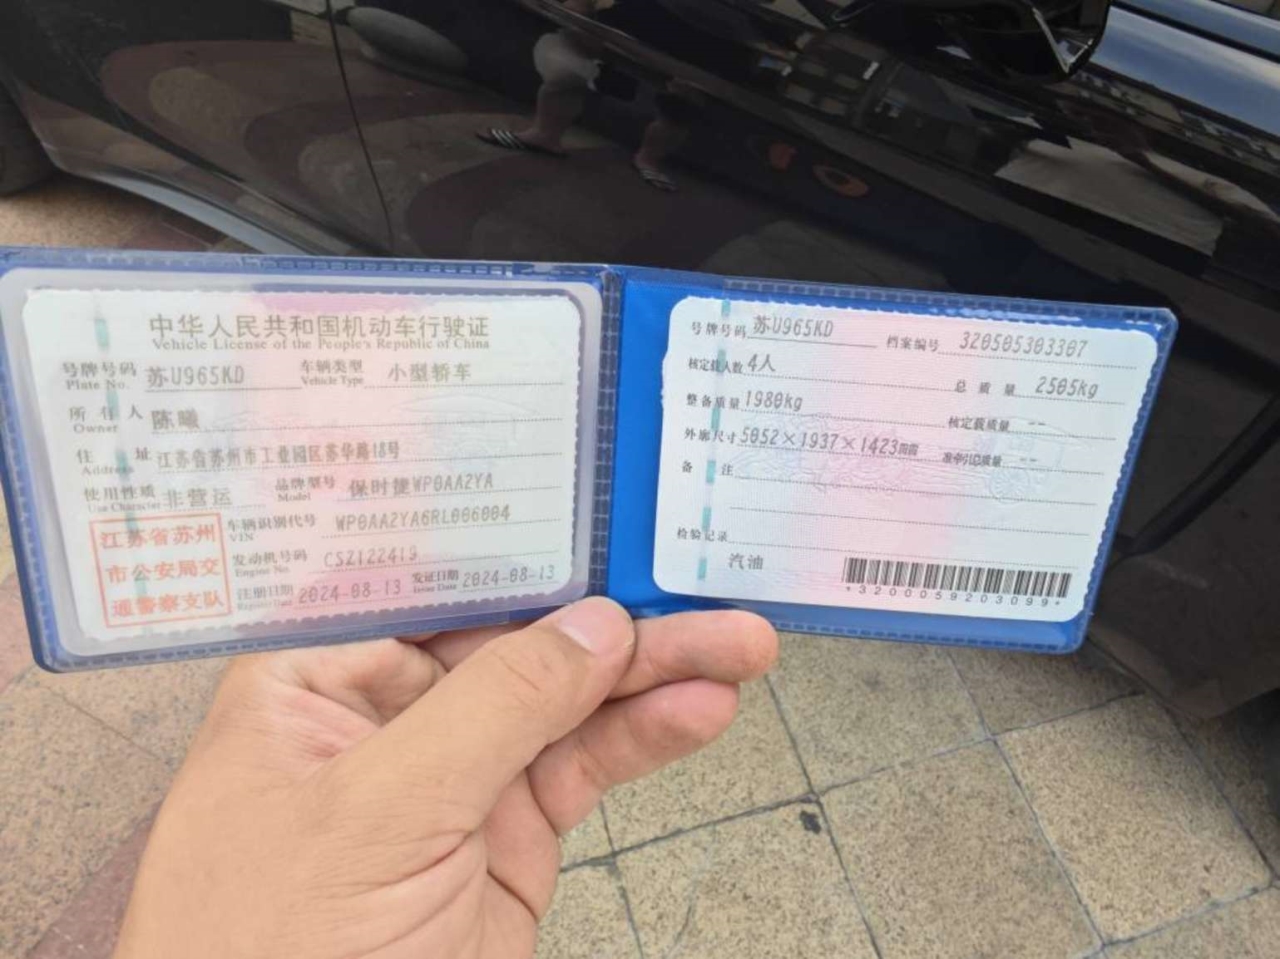 中华人民共和国机动车行驶证
Vehicle License of the People's Republic of China
号牌号码 苏U965KD 车辆类型 小型轿车
Plate No. Vehicle Type
所有人 陈曦
Owner
住址 江苏省苏州市工业园区苏华路18号
Address
使用性质 非营运 品牌型号 保时捷WP0AA2YA
Use Character Model
江苏省苏州
市公安局交
通警察支队
车辆识别代号 WP0AA2YA6RL006004
VIN
发动机号码 CSZ122419
Engine No.
注册日期 2024-08-13 发证日期 2024-08-13
Register Date Issue Date
号牌号码 苏U965KD 档案编号 320505303307
核定载人数 4人 总质量 2505kg
整备质量 1980kg 核定载质量 --
外廓尺寸 5052×1937×1423 --
备注
检验记录
汽油
*3200059203099*